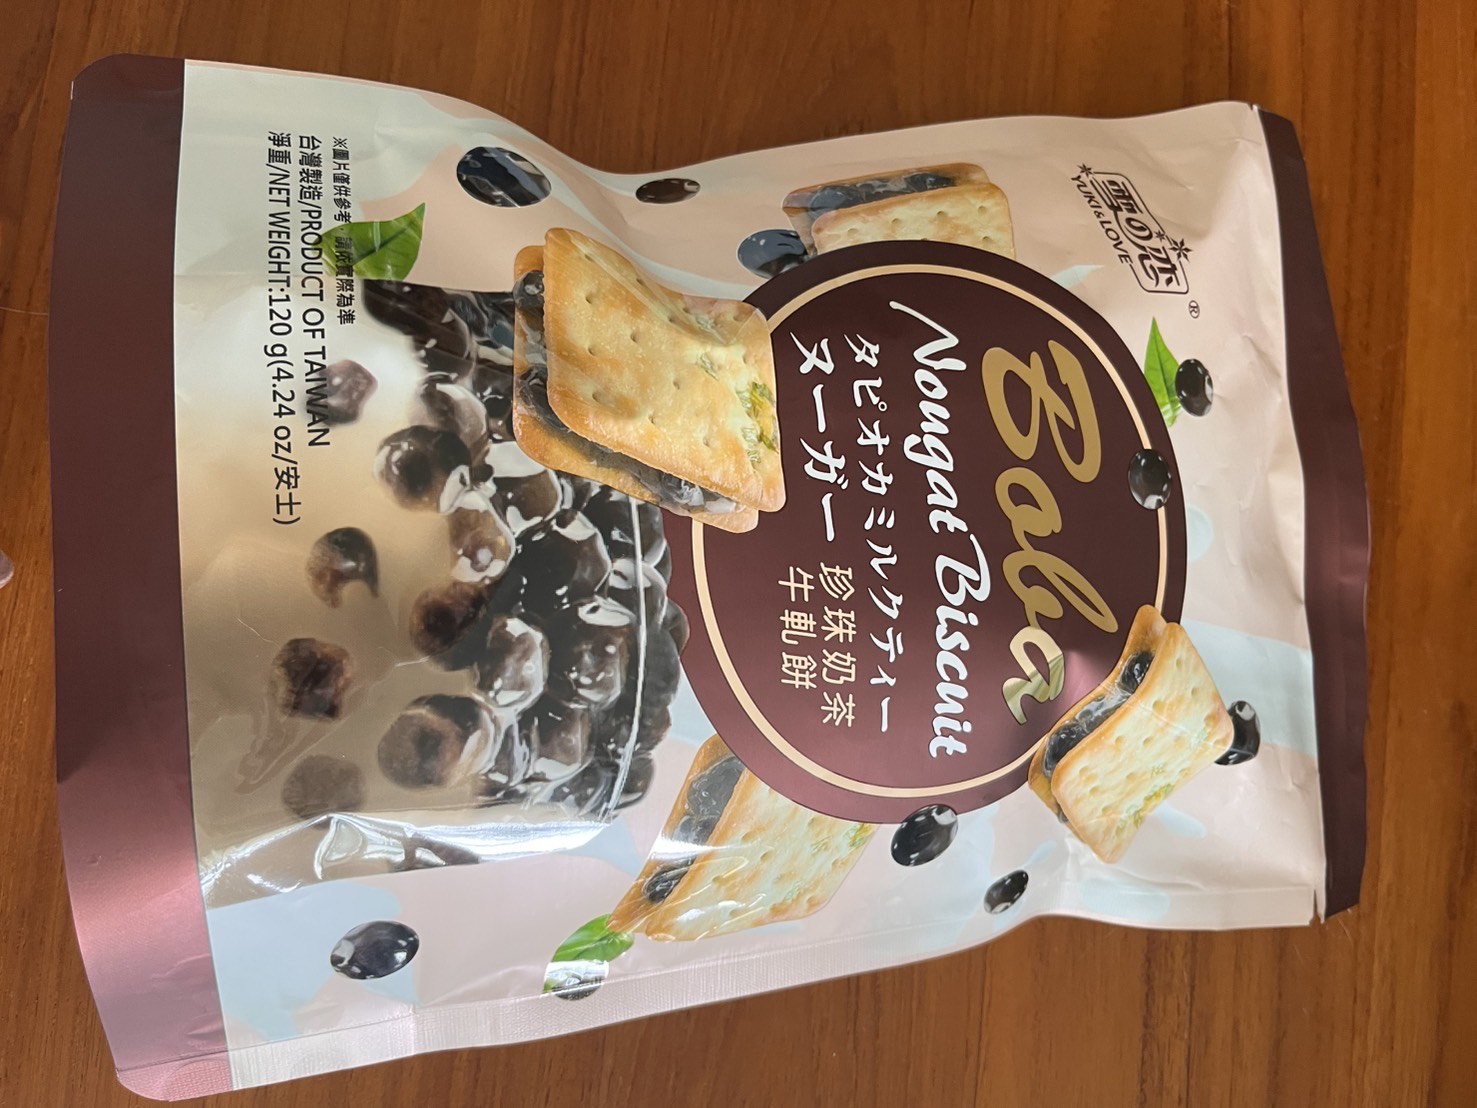 雪の恋
YUKI & LOVE
®
Boba
Nougat Biscuit
タピオカミルクティー
ヌーガー
珍珠奶茶
牛軋餅
※圖片僅供參考,請依實際為準
台灣製造/PRODUCT OF TAIWAN
淨重/NET WEIGHT:120 g(4.24 oz/安士)